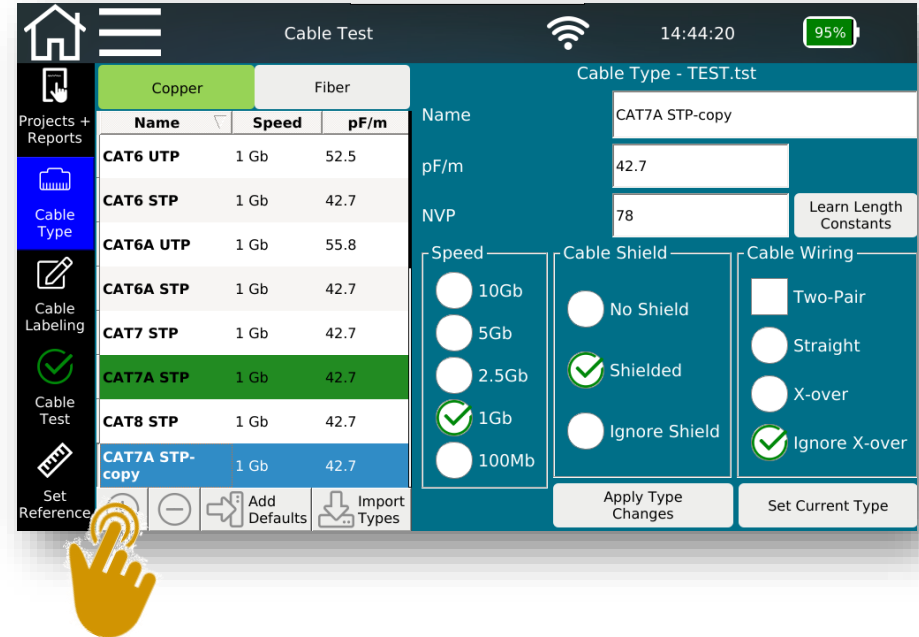 Cable Test
14:44:20
95%
Projects +
Reports
Cable
Type
Cable
Labeling
Cable
Test
Set
Reference
Copper
Fiber
Name Speed pF/m
CAT6 UTP 1 Gb 52.5
CAT6 STP 1 Gb 42.7
CAT6A UTP 1 Gb 55.8
CAT6A STP 1 Gb 42.7
CAT7 STP 1 Gb 42.7
CAT7A STP 1 Gb 42.7
CAT8 STP 1 Gb 42.7
CAT7A STP-
copy 1 Gb 42.7
Add
Defaults
Import
Types
Cable Type - TEST.tst
Name CAT7A STP-copy
pF/m 42.7
NVP 78
Learn Length
Constants
Speed
10Gb
5Gb
2.5Gb
1Gb
100Mb
Cable Shield
No Shield
Shielded
Ignore Shield
Cable Wiring
Two-Pair
Straight
X-over
Ignore X-over
Apply Type
Changes
Set Current Type